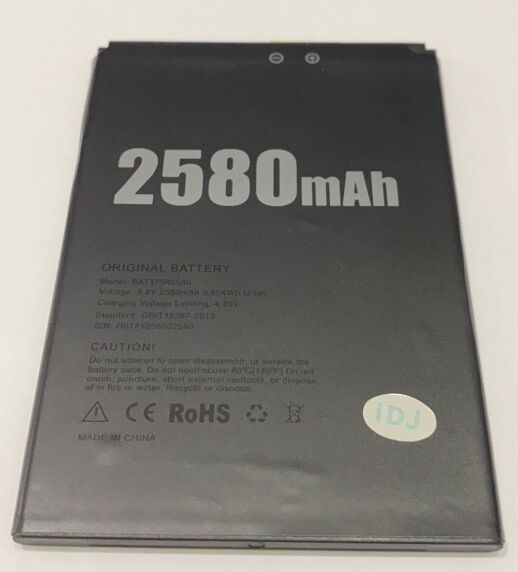 2580mAh
ORIGINAL BATTERY
Model: BAT17582580
Voltage: 3.8V 2580mAh 9.804Wh Li-ion
Charging Voltage Limiting: 4.35V
Standard: GB/T18287-2013
S/N:
CAUTION!
Do not attempt to open disassemblr, or service the
battery pack. Do not need above 60°C(140°F) Do not
crush, puncture, short external contacts, or dispose
of in fire or water. Recycle or dispose.
CE RoHS
IDJ
MADE IN CHINA